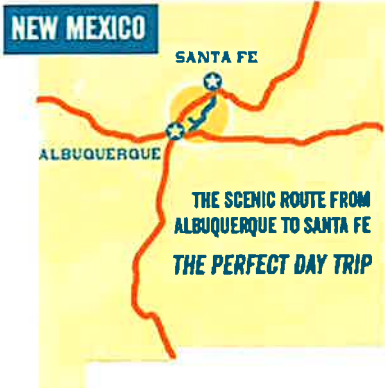 NEW MEXICO
SANTA FE
ALBUQUERQUE
THE SCENIC ROUTE FROM
ALBUQUERQUE TO SANTA FE
THE PERFECT DAY TRIP